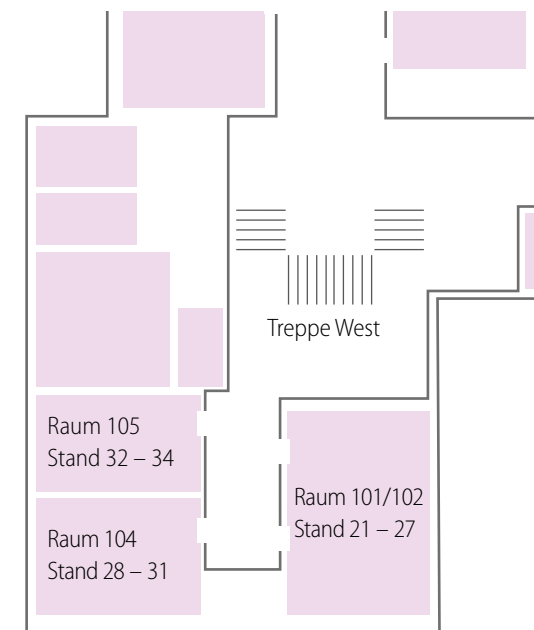 Treppe West
Raum 105
Stand 32 – 34
Raum 101/102
Stand 21 – 27
Raum 104
Stand 28 – 31